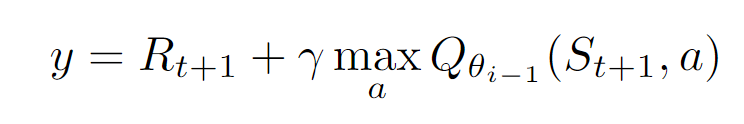 y = R_{t+1} + γ max_a Q_{θ_{i−1}}(S_{t+1}, a)